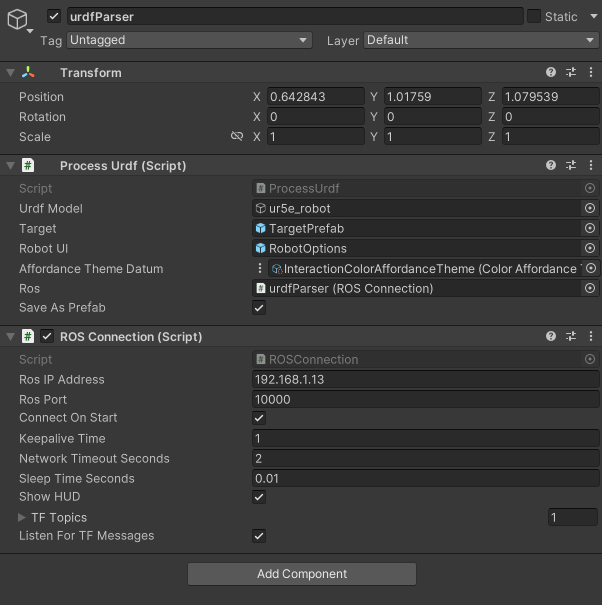 urdfParser Static
Tag Untagged Layer Default
Transform
Position X 0.642843 Y 1.01759 Z 1.079539
Rotation X 0 Y 0 Z 0
Scale X 1 Y 1 Z 1
# Process Urdf (Script)
Script # ProcessUrdf
Urdf Model ur5e_robot
Target TargetPrefab
Robot UI RobotOptions
Affordance Theme Datum InteractionColorAffordanceTheme (Color Affordance
Ros # urdfParser (ROS Connection)
Save As Prefab
# ROS Connection (Script)
Script # ROSConnection
Ros IP Address 192.168.1.13
Ros Port 10000
Connect On Start
Keepalive Time 1
Network Timeout Seconds 2
Sleep Time Seconds 0.01
Show HUD
TF Topics 1
Listen For TF Messages
Add Component